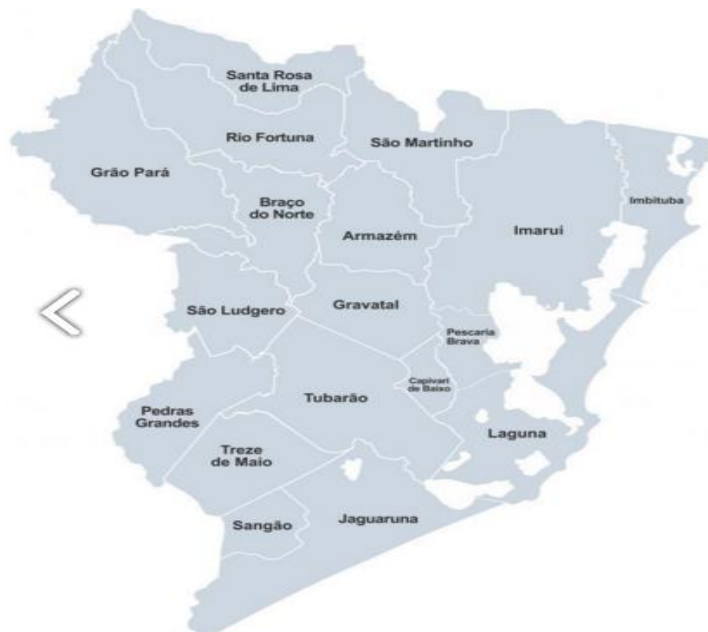 Santa Rosa
de Lima
Rio Fortuna
São Martinho
Grão Pará
Braço
do Norte
Imbituba
Armazém
Imaruí
São Ludgero
Gravatal
Pescaria
Brava
Capivari
de Baixo
Tubarão
Pedras
Grandes
Laguna
Treze
de Maio
Sangão
Jaguaruna